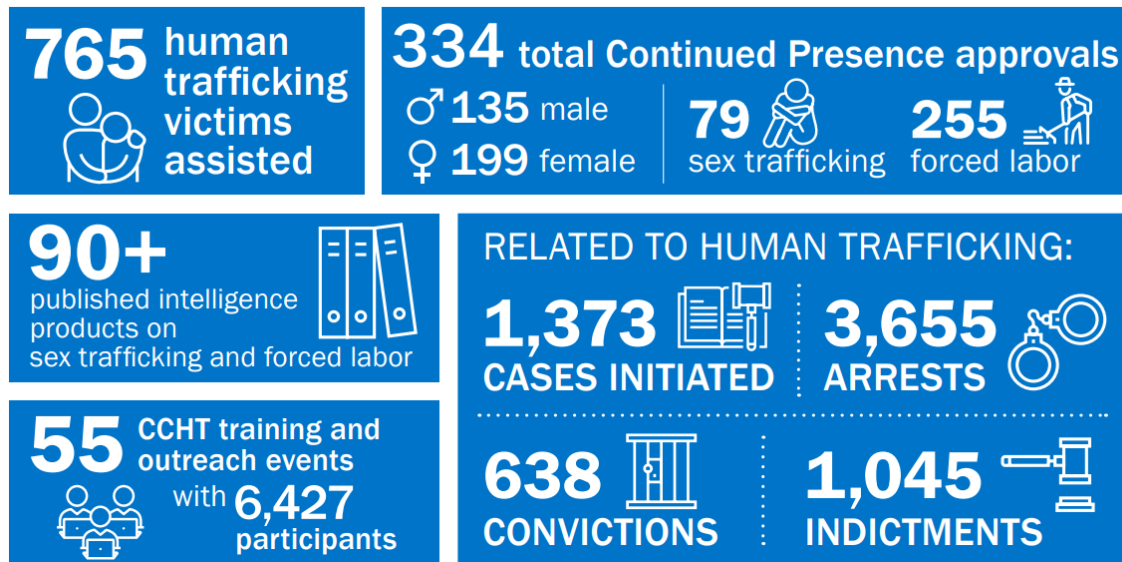 765 human
trafficking
victims
assisted
334 total Continued Presence approvals
135 male
199 female
79
sex trafficking
255
forced labor
90+
published intelligence
products on
sex trafficking and forced labor
55 CCHT training and
outreach events
with 6,427
participants
RELATED TO HUMAN TRAFFICKING:
1,373
CASES INITIATED
3,655
ARRESTS
638
CONVICTIONS
1,045
INDICTMENTS